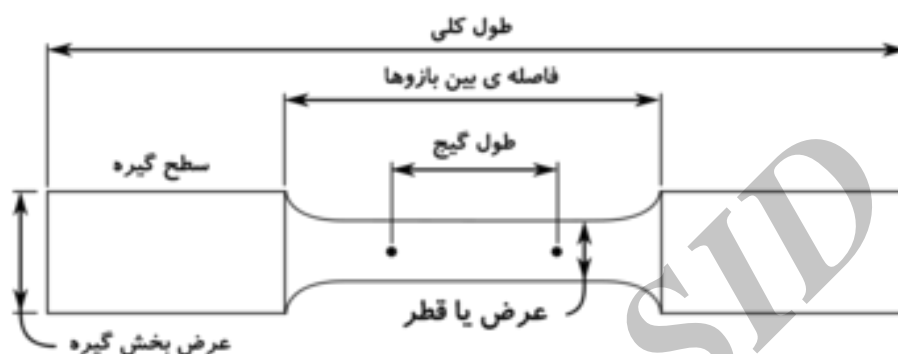 طول کلی
فاصله ی بین بازوها
طول گیج
سطح گیره
عرض یا قطر
عرض بخش گیره
SID